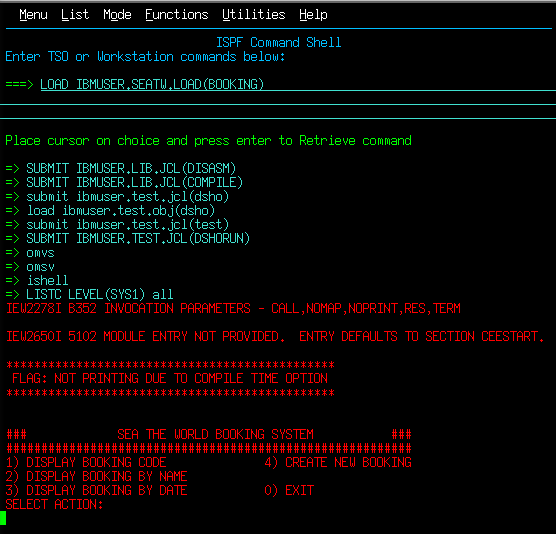 Menu List Mode Functions Utilities Help
ISPF Command Shell
Enter TSO or Workstation commands below:
===> LOAD IBMUSER.SEATW.LOAD(BOOKING)
Place cursor on choice and press enter to Retrieve command
=> SUBMIT IBMUSER.LIB.JCL(DISASM)
=> SUBMIT IBMUSER.LIB.JCL(COMPILE)
=> submit ibmuser.test.jcl(dsho)
=> load ibmuser.test.obj(dsho)
=> submit ibmuser.test.jcl(test)
=> SUBMIT IBMUSER.TEST.JCL(DSHORUN)
=> omvs
=> omsv
=> ishell
=> LISTC LEVEL(SYS1) all
IEW2278I B352 INVOCATION PARAMETERS - CALL,NOMAP,NOPRINT,RES,TERM
IEW2650I 5102 MODULE ENTRY NOT PROVIDED. ENTRY DEFAULTS TO SECTION CEESTART.
***********************************************
FLAG: NOT PRINTING DUE TO COMPILE TIME OPTION
***********************************************
### SEA THE WORLD BOOKING SYSTEM ###
##########################################################
1) DISPLAY BOOKING CODE 4) CREATE NEW BOOKING
2) DISPLAY BOOKING BY NAME
3) DISPLAY BOOKING BY DATE 0) EXIT
SELECT ACTION: